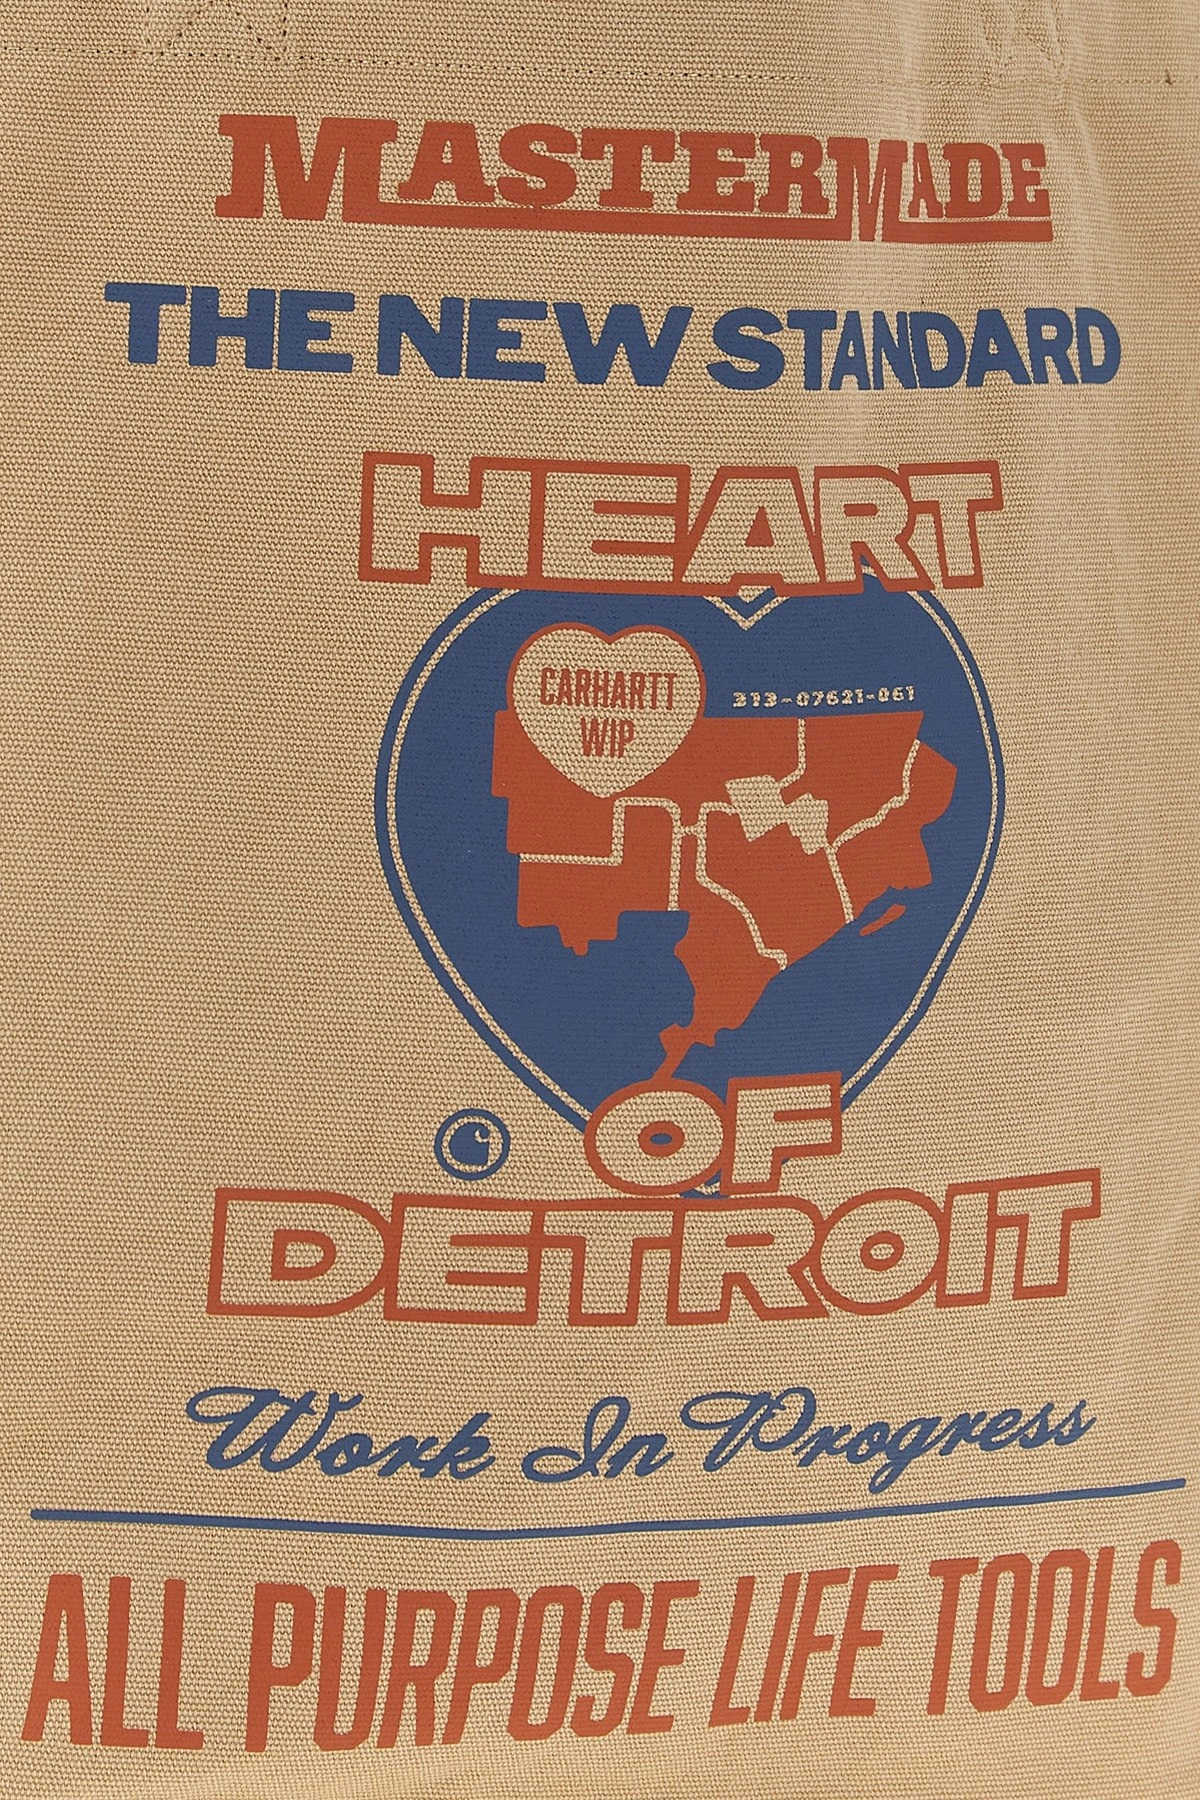 MASTERMADE
THE NEW STANDARD
HEART
CARHARTT
WIP
313-07621-061
OF
DETROIT
Work In Progress
ALL PURPOSE LIFE TOOLS